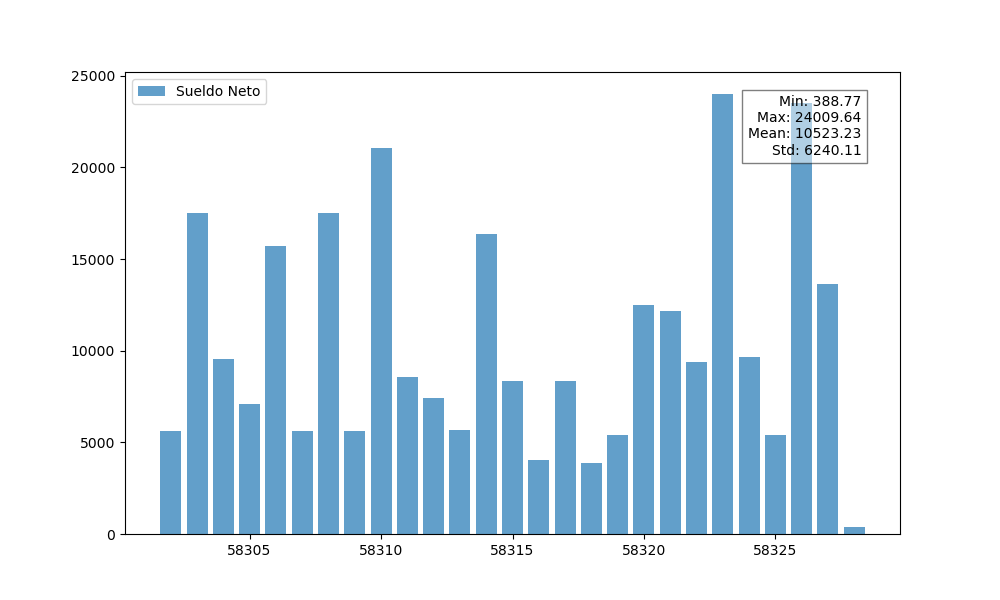 25000
20000
15000
10000
5000
0
Sueldo Neto
Min: 388.77
Max: 24009.64
Mean: 10523.23
Std: 6240.11
58305 58310 58315 58320 58325